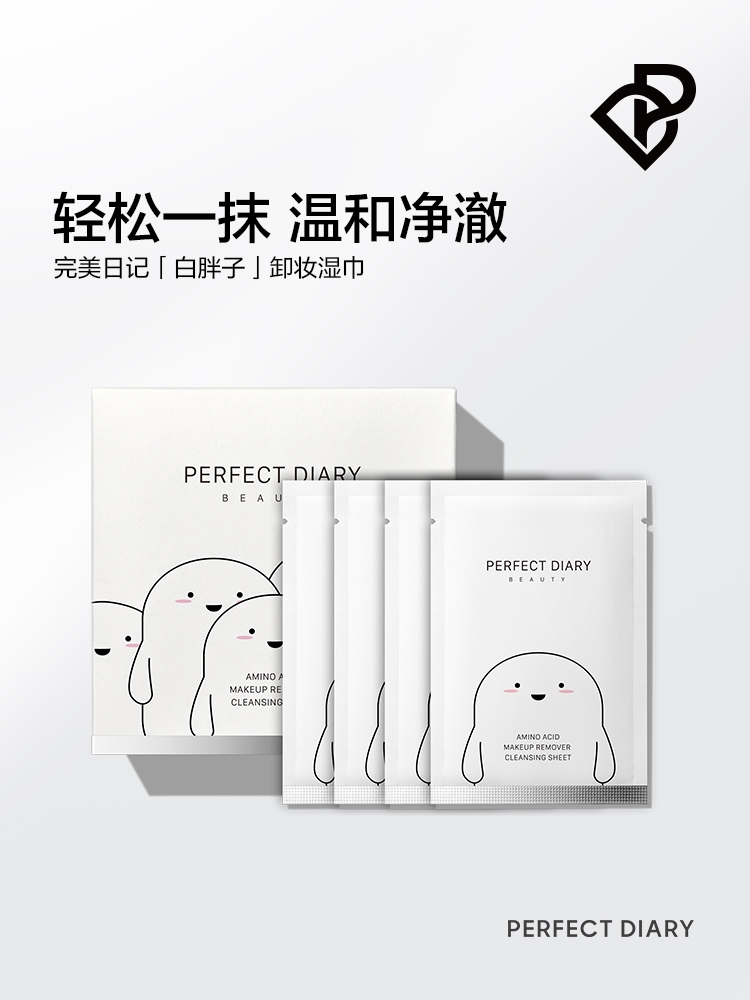 轻松一抹 温和净澈
完美日记「白胖子」卸妆湿巾
PERFECT DIARY
PERFECT DIARY
BEAUTY
AMINO ACID
MAKEUP REMOVER
CLEANSING SHEET
CLEANSING
PERFECT DIARY